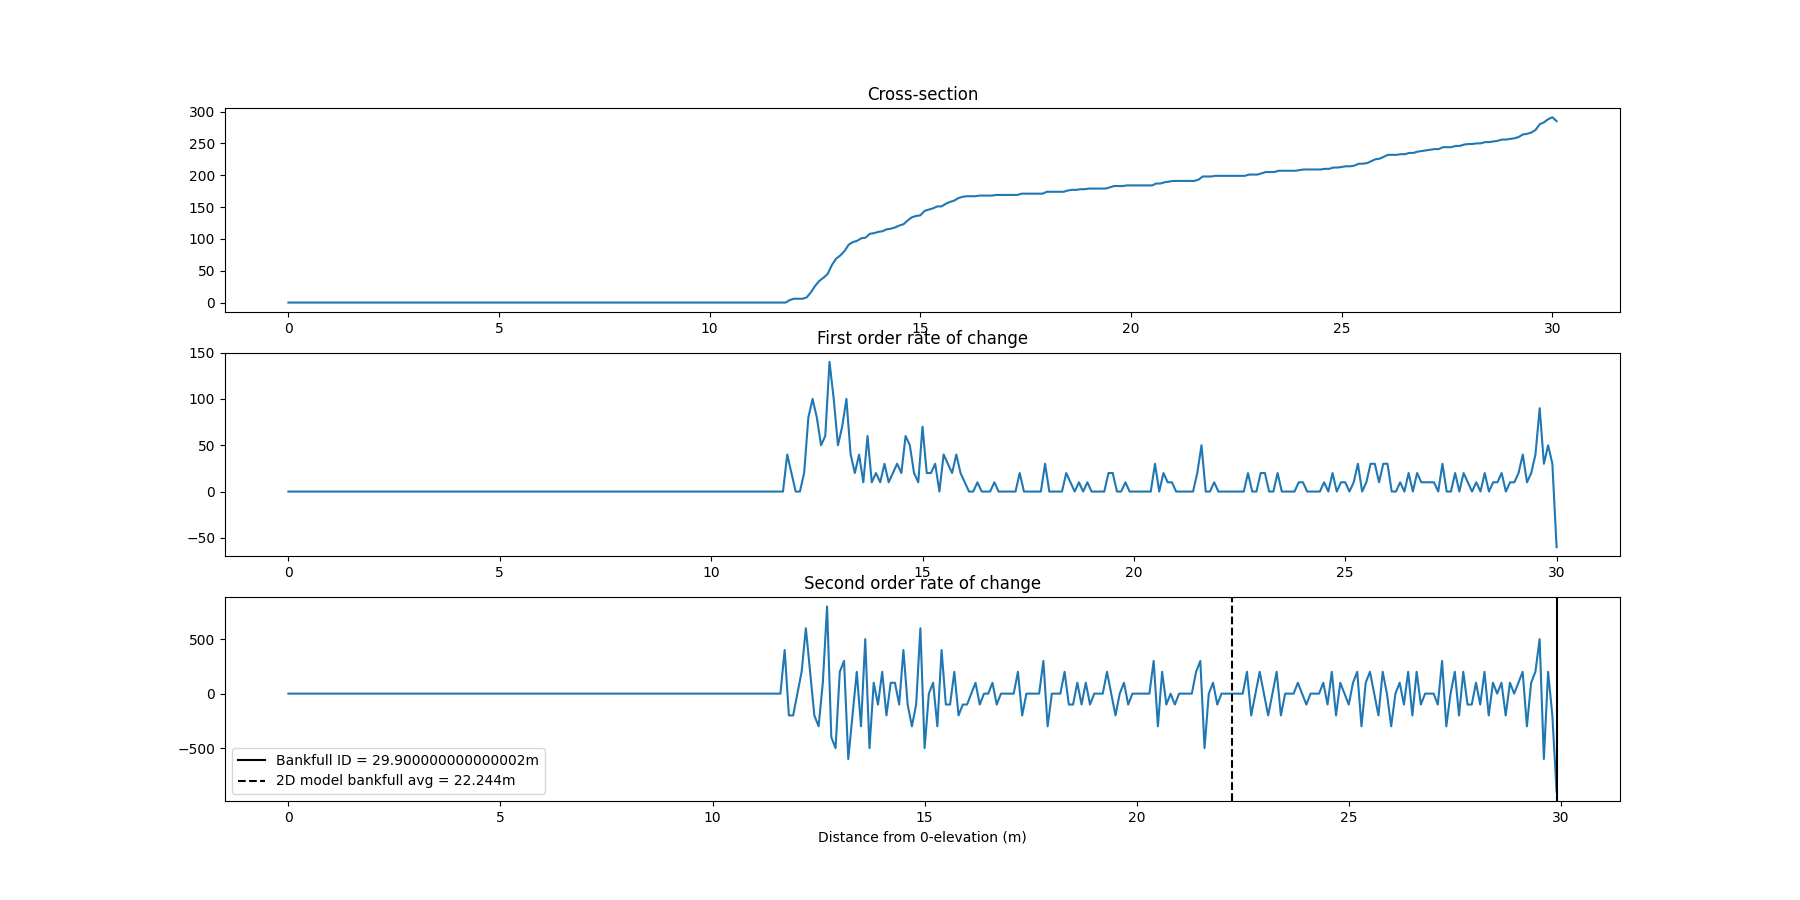 Cross-section
300
250
200
150
100
50
0
0 5 10 15 20 25 30
First order rate of change
150
100
50
0
−50
0 5 10 15 20 25 30
Second order rate of change
500
0
−500
Bankfull ID = 29.900000000000002m
2D model bankfull avg = 22.244m
0 5 10 15 20 25 30
Distance from 0-elevation (m)